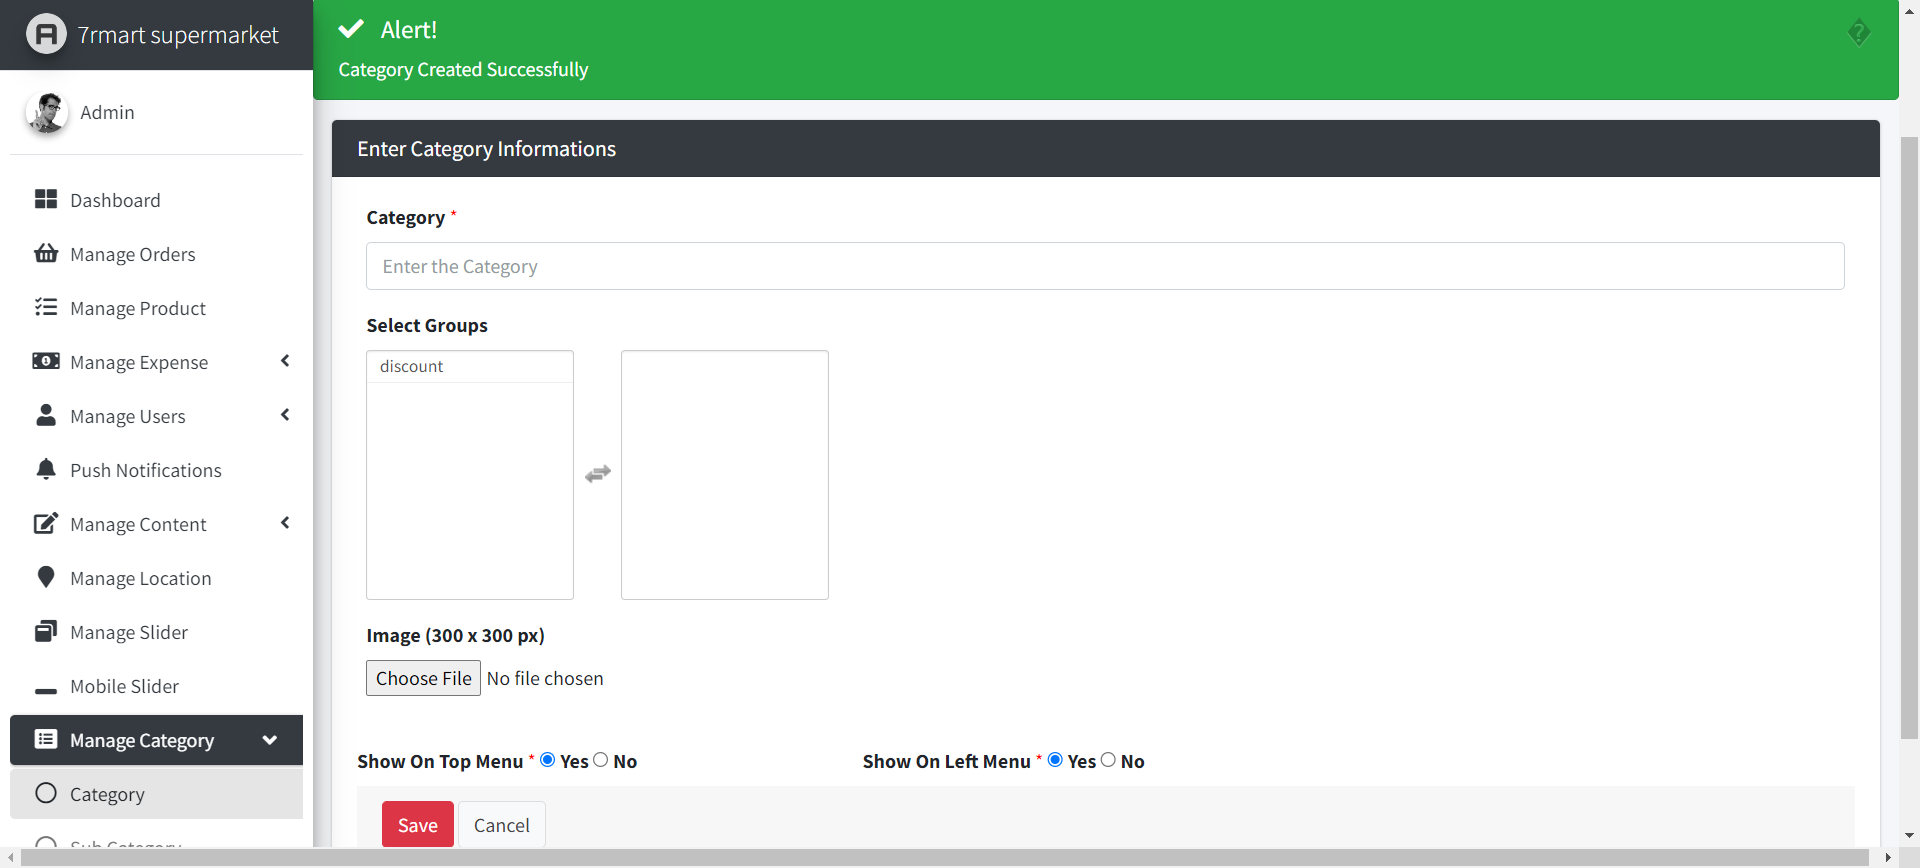 7rmart supermarket
Alert!
Category Created Successfully
Admin
Enter Category Informations
Dashboard
Manage Orders
Manage Product
Manage Expense
Manage Users
Push Notifications
Manage Content
Manage Location
Manage Slider
Mobile Slider
Manage Category
Category
Sub Category
Category *
Enter the Category
Select Groups
discount
Image (300 x 300 px)
Choose File No file chosen
Show On Top Menu * Yes No
Show On Left Menu * Yes No
Save Cancel